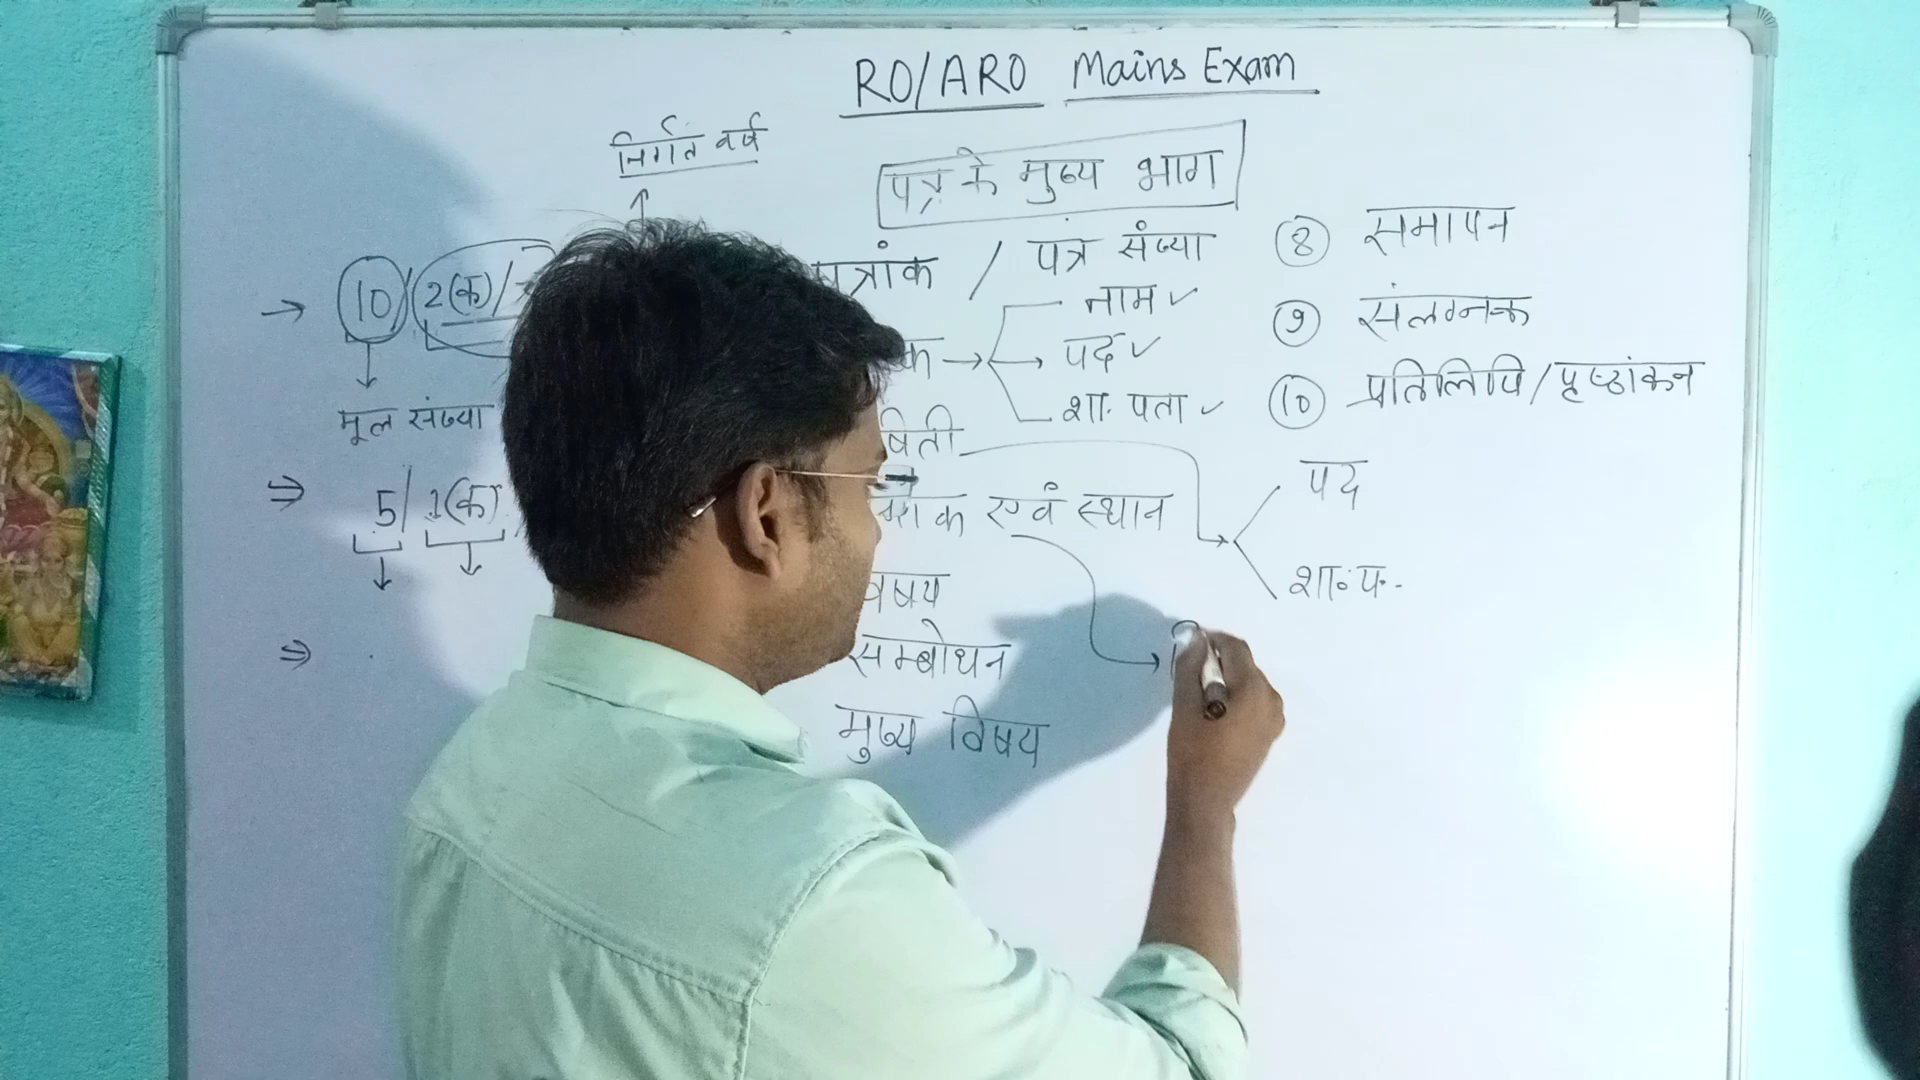 RO/ARO Mains Exam
निर्गत वर्ष
पत्र के मुख्य भाग
पत्रांक / पत्र संख्या
नाम ✓
पद ✓
शा. पता ✓
एवं स्थान
सम्बोधन
मुख्य विषय
⑧ समापन
⑨ संलग्नक
⑩ प्रतिलिपि/पृष्ठांकन
पद
शा॰ प.
→ 10/2(क)/
मूल संख्या
⇒ 5/1(क)
⇒